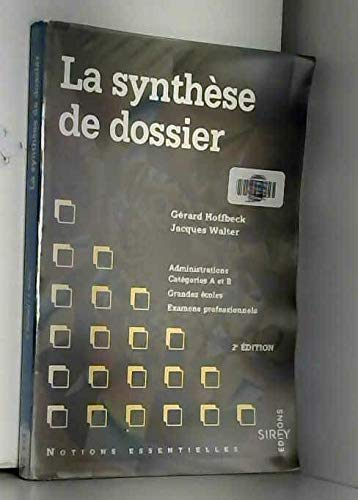 La synthèse de dossier
La synthèse
de dossier
Gérard Hoffbeck
Jacques Walter
Administrations
Catégories A et B
Grandes écoles
Examens professionnels
2e ÉDITION
NOTIONS ESSENTIELLES
SIREY
EDITIONS